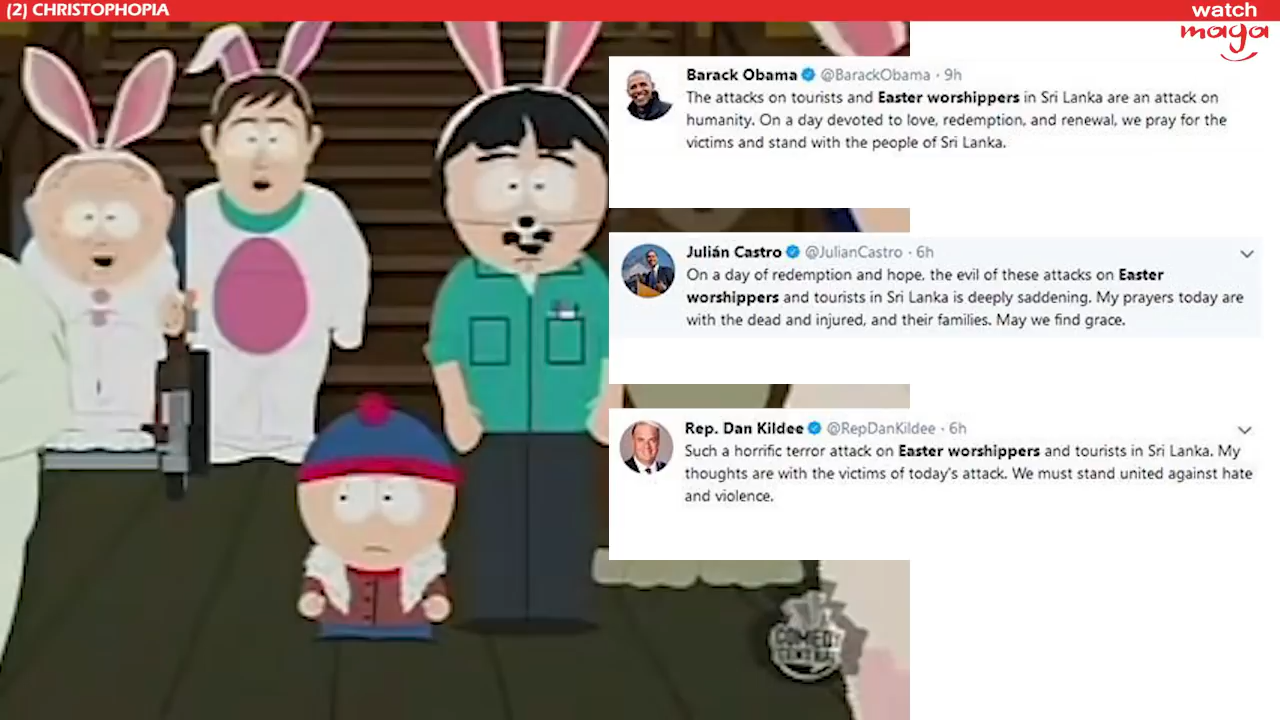 (2) CHRISTOPHOPIA
watch
maga
Barack Obama @BarackObama · 9h
The attacks on tourists and Easter worshippers in Sri Lanka are an attack on
humanity. On a day devoted to love, redemption, and renewal, we pray for the
victims and stand with the people of Sri Lanka.
Julián Castro @JulianCastro · 6h
On a day of redemption and hope, the evil of these attacks on Easter
worshippers and tourists in Sri Lanka is deeply saddening. My prayers today are
with the dead and injured, and their families. May we find grace.
Rep. Dan Kildee @RepDanKildee · 6h
Such a horrific terror attack on Easter worshippers and tourists in Sri Lanka. My
thoughts are with the victims of today's attack. We must stand united against hate
and violence.
COMEDY
CENTRAL